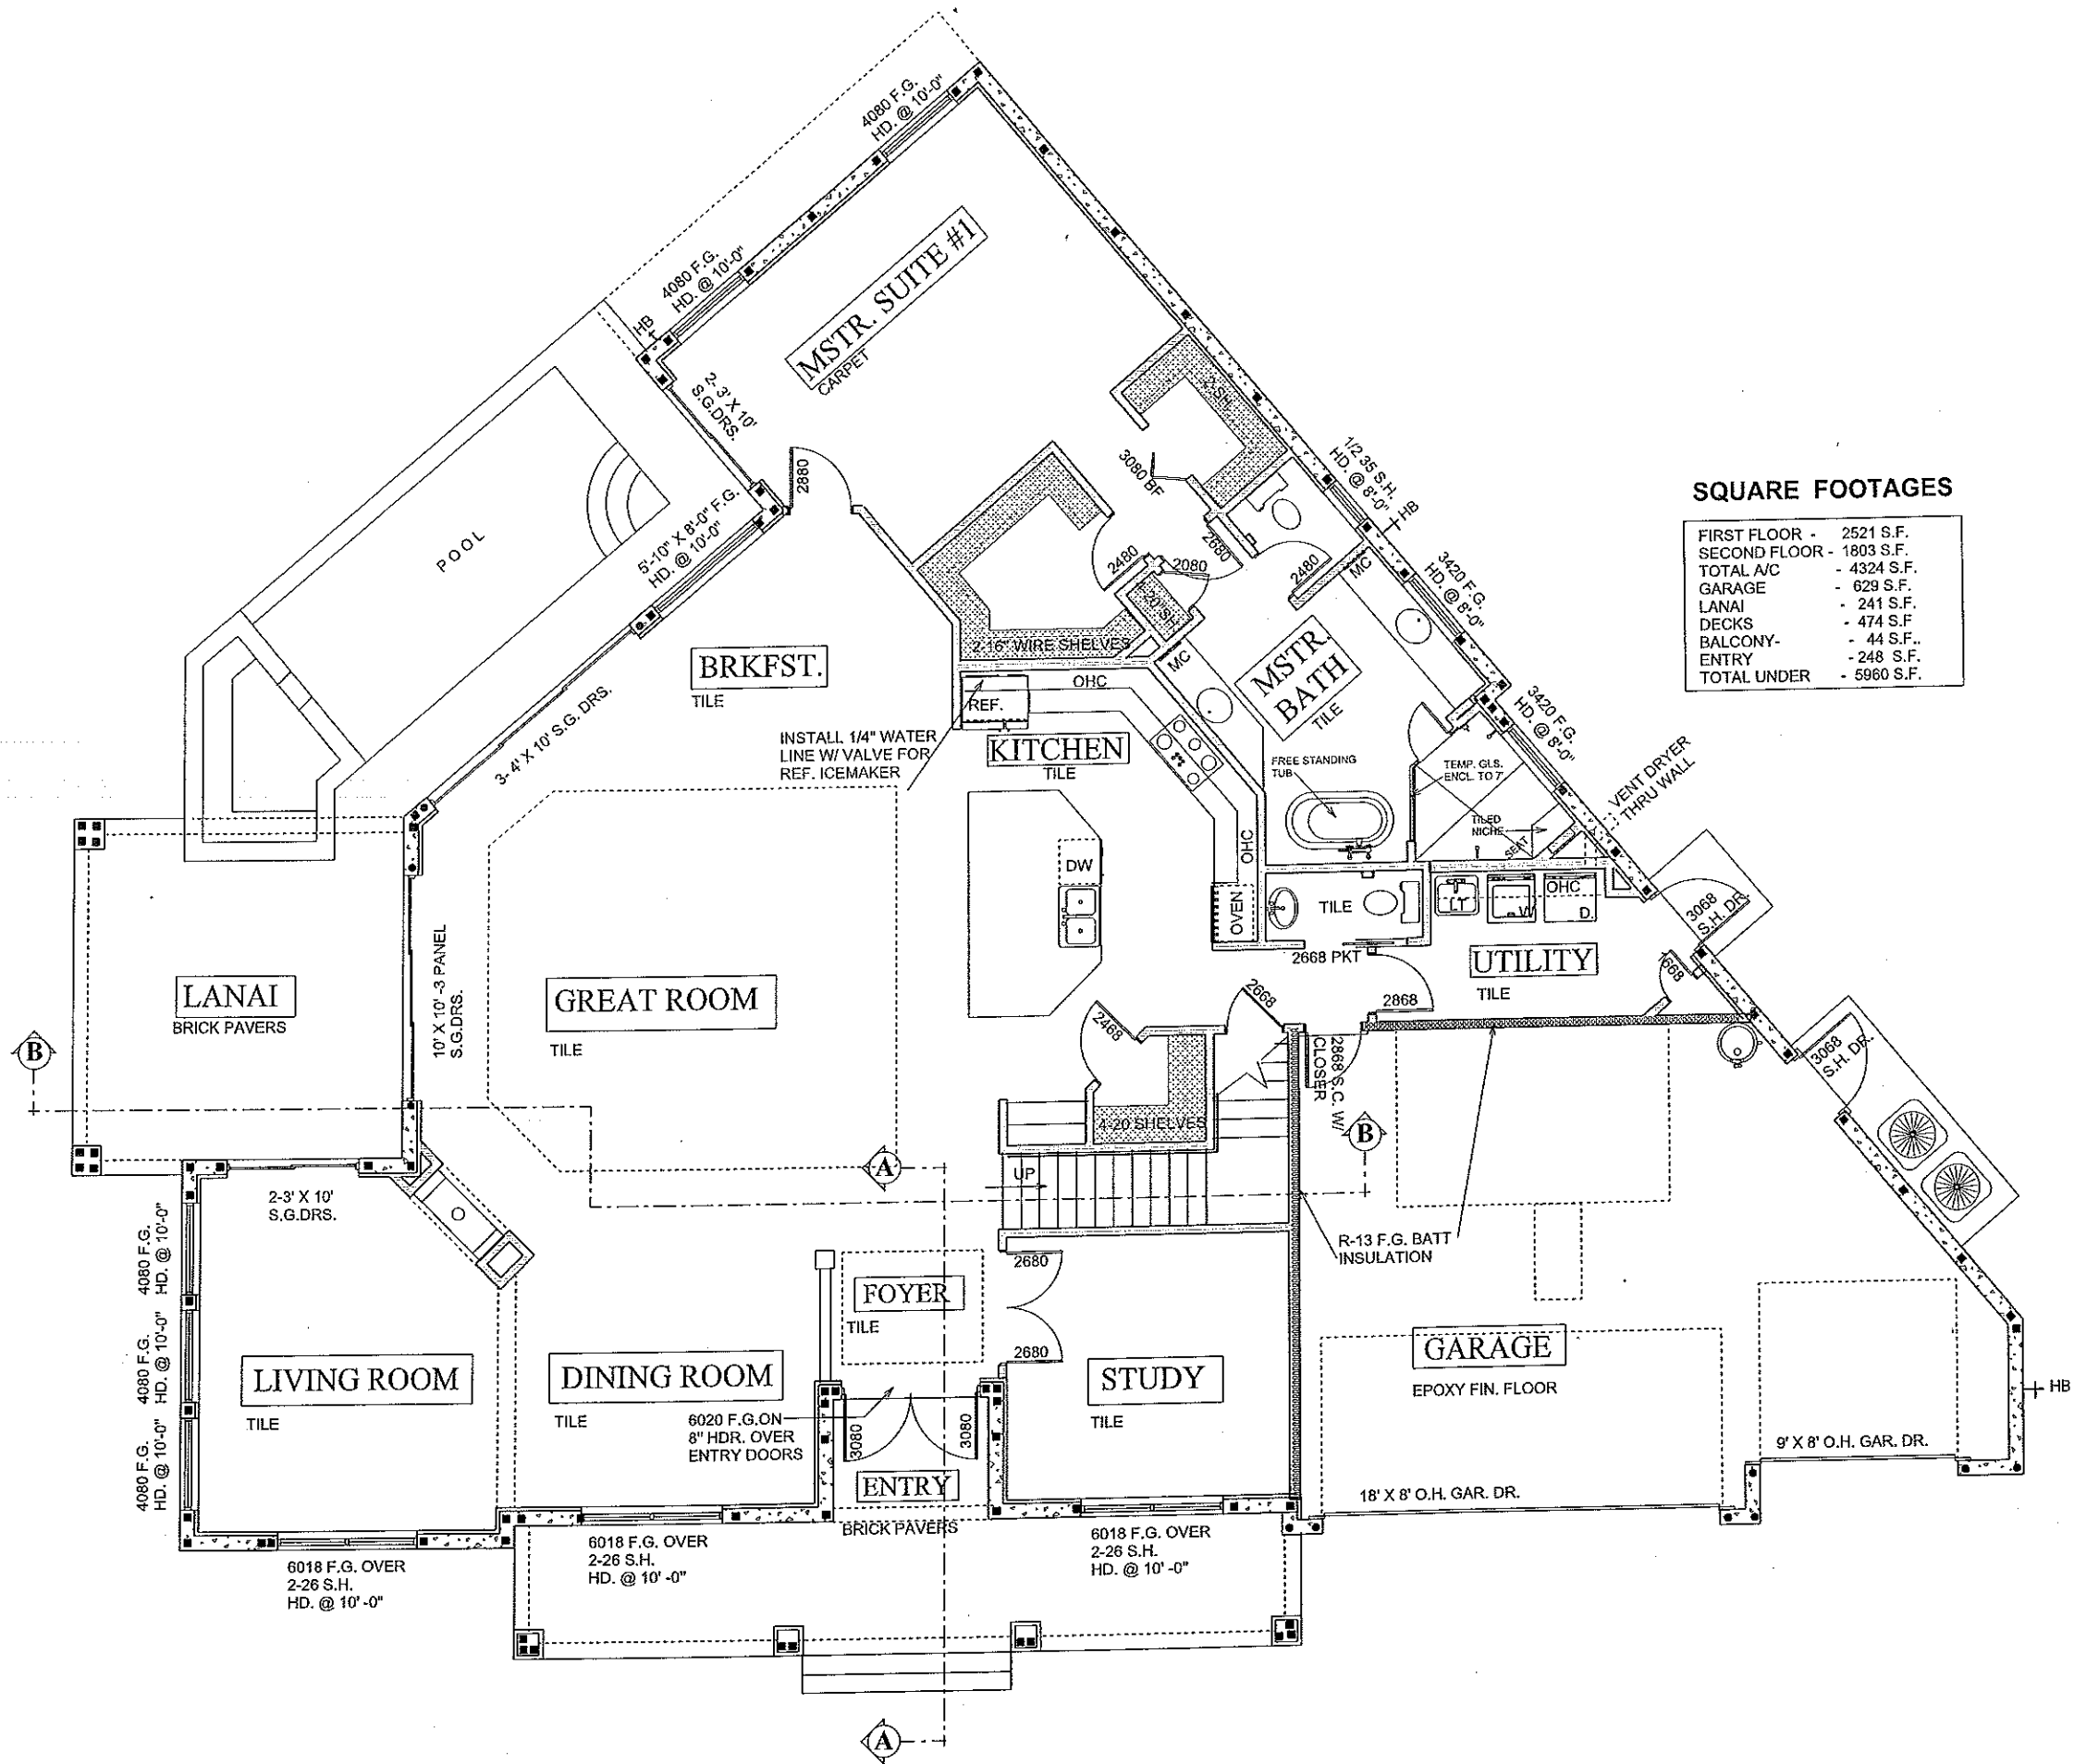 4080 F.G.
HD. @ 10'-0"
4080 F.G.
HD. @ 10'-0"
HB
MSTR. SUITE #1
CARPET
2- 3' X 10'
S.G.DRS.
2-SH.
2880
3080 BF
1/2 35 S.H.
HD. @ 8'-0"
HB
POOL
5'-10" X 8'-0" F.G.
HD. @ 10'-0"
2480
2080
2680
2480
MC
3420 F.G.
HD. @ 8'-0"
SQUARE FOOTAGES
FIRST FLOOR - 2521 S.F.
SECOND FLOOR - 1803 S.F.
TOTAL A/C - 4324 S.F.
GARAGE - 629 S.F.
LANAI - 241 S.F.
DECKS - 474 S.F
BALCONY- - 44 S.F..
ENTRY - 248 S.F.
TOTAL UNDER - 5960 S.F.
2-16" WIRE SHELVES
MC
BRKFST.
TILE
OHC
REF.
MSTR.
BATH
TILE
3420 F.G.
HD. @ 8'-0"
3- 4' X 10' S.G. DRS.
INSTALL 1/4" WATER
LINE W/ VALVE FOR
REF. ICEMAKER
KITCHEN
TILE
FREE STANDING
TUB
TEMP. GLS.
ENCL. TO 7'
TILED
NICHE
SEAT
VENT DRYER
THRU WALL
DW
OHC
OVEN
TILE
LT
W
OHC
D.
3068
S.H. DR.
2668 PKT
UTILITY
TILE
1668
2868
LANAI
BRICK PAVERS
10' X 10' -3 PANEL
S.G.DRS.
GREAT ROOM
TILE
2468
2668
2868 S.C. W/
CLOSER
3068
S.H. DR.
B
4-20 SHELVES
B
A
UP
2-3' X 10'
S.G.DRS.
4080 F.G.
HD. @ 10'-0"
4080 F.G.
HD. @ 10'-0"
4080 F.G.
HD. @ 10'-0"
R-13 F.G. BATT
INSULATION
2680
FOYER
TILE
2680
LIVING ROOM
TILE
DINING ROOM
TILE
STUDY
TILE
GARAGE
EPOXY FIN. FLOOR
HB
6020 F.G.ON
8" HDR. OVER
ENTRY DOORS
3080
3080
ENTRY
BRICK PAVERS
9' X 8' O.H. GAR. DR.
18' X 8' O.H. GAR. DR.
6018 F.G. OVER
2-26 S.H.
HD. @ 10' -0"
6018 F.G. OVER
2-26 S.H.
HD. @ 10' -0"
6018 F.G. OVER
2-26 S.H.
HD. @ 10' -0"
A